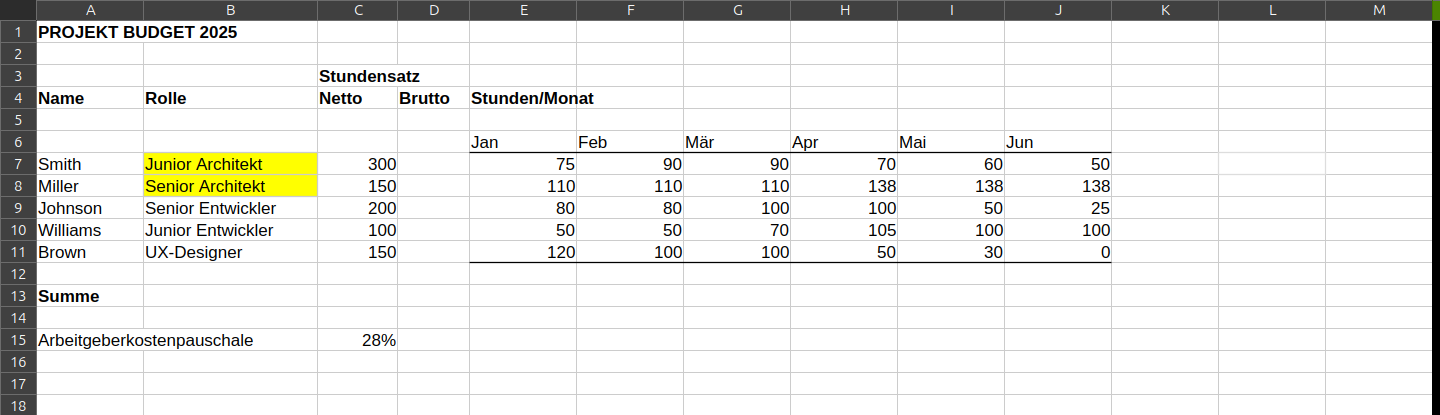 A B C D E F G H I J K L M
1 PROJEKT BUDGET 2025
2
3 Stundensatz
4 Name Rolle Netto Brutto Stunden/Monat
5
6 Jan Feb Mär Apr Mai Jun
7 Smith Junior Architekt 300 75 90 90 70 60 50
8 Miller Senior Architekt 150 110 110 110 138 138 138
9 Johnson Senior Entwickler 200 80 80 100 100 50 25
10 Williams Junior Entwickler 100 50 50 70 105 100 100
11 Brown UX-Designer 150 120 100 100 50 30 0
12
13 Summe
14
15 Arbeitgeberkostenpauschale 28%
16
17
18